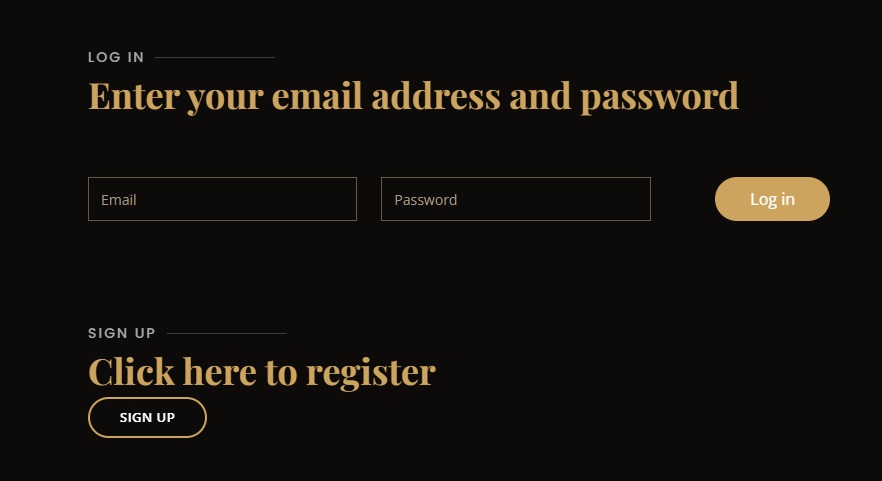 LOG IN
Enter your email address and password
Email
Password
Log in
SIGN UP
Click here to register
SIGN UP